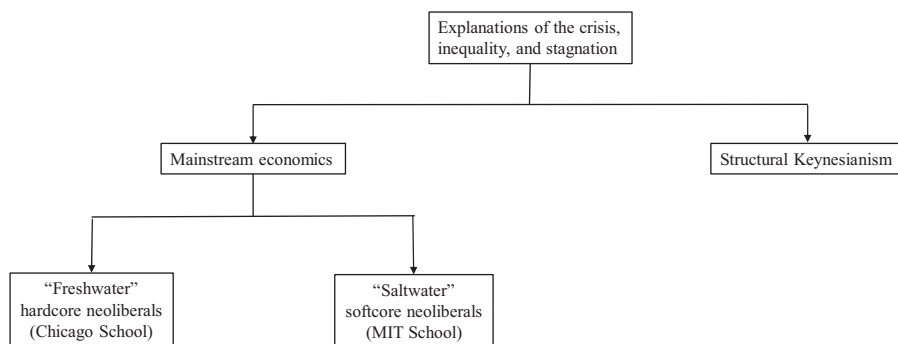 Explanations of the crisis,
inequality, and stagnation
Mainstream economics
Structural Keynesianism
“Freshwater”
hardcore neoliberals
(Chicago School)
“Saltwater”
softcore neoliberals
(MIT School)